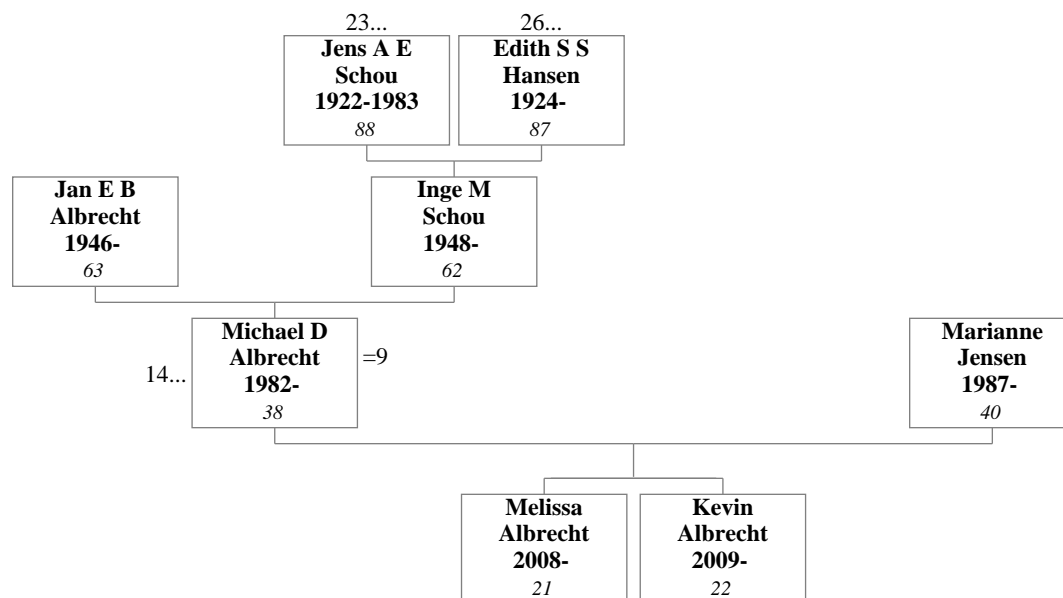 23...
26...
Jens A E
Schou
1922-1983
88
Edith S S
Hansen
1924-
87
Jan E B
Albrecht
1946-
63
Inge M
Schou
1948-
62
14...
Michael D
Albrecht
1982-
38
=9
Marianne
Jensen
1987-
40
Melissa
Albrecht
2008-
21
Kevin
Albrecht
2009-
22